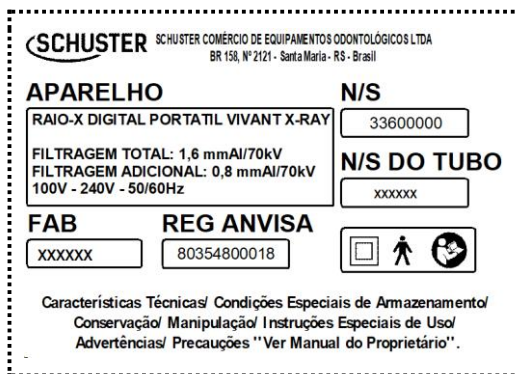 SCHUSTER
SCHUSTER COMÉRCIO DE EQUIPAMENTOS ODONTOLÓGICOS LTDA
BR 158, Nº 2121 - Santa Maria - RS - Brasil
APARELHO
RAIO-X DIGITAL PORTATIL VIVANT X-RAY
FILTRAGEM TOTAL: 1,6 mmAl/70kV
FILTRAGEM ADICIONAL: 0,8 mmAl/70kV
100V - 240V - 50/60Hz
N/S
33600000
N/S DO TUBO
xxxxxx
FAB
xxxxxx
REG ANVISA
80354800018
Características Técnicas/ Condições Especiais de Armazenamento/
Conservação/ Manipulação/ Instruções Especiais de Uso/
Advertências/ Precauções "Ver Manual do Proprietário".